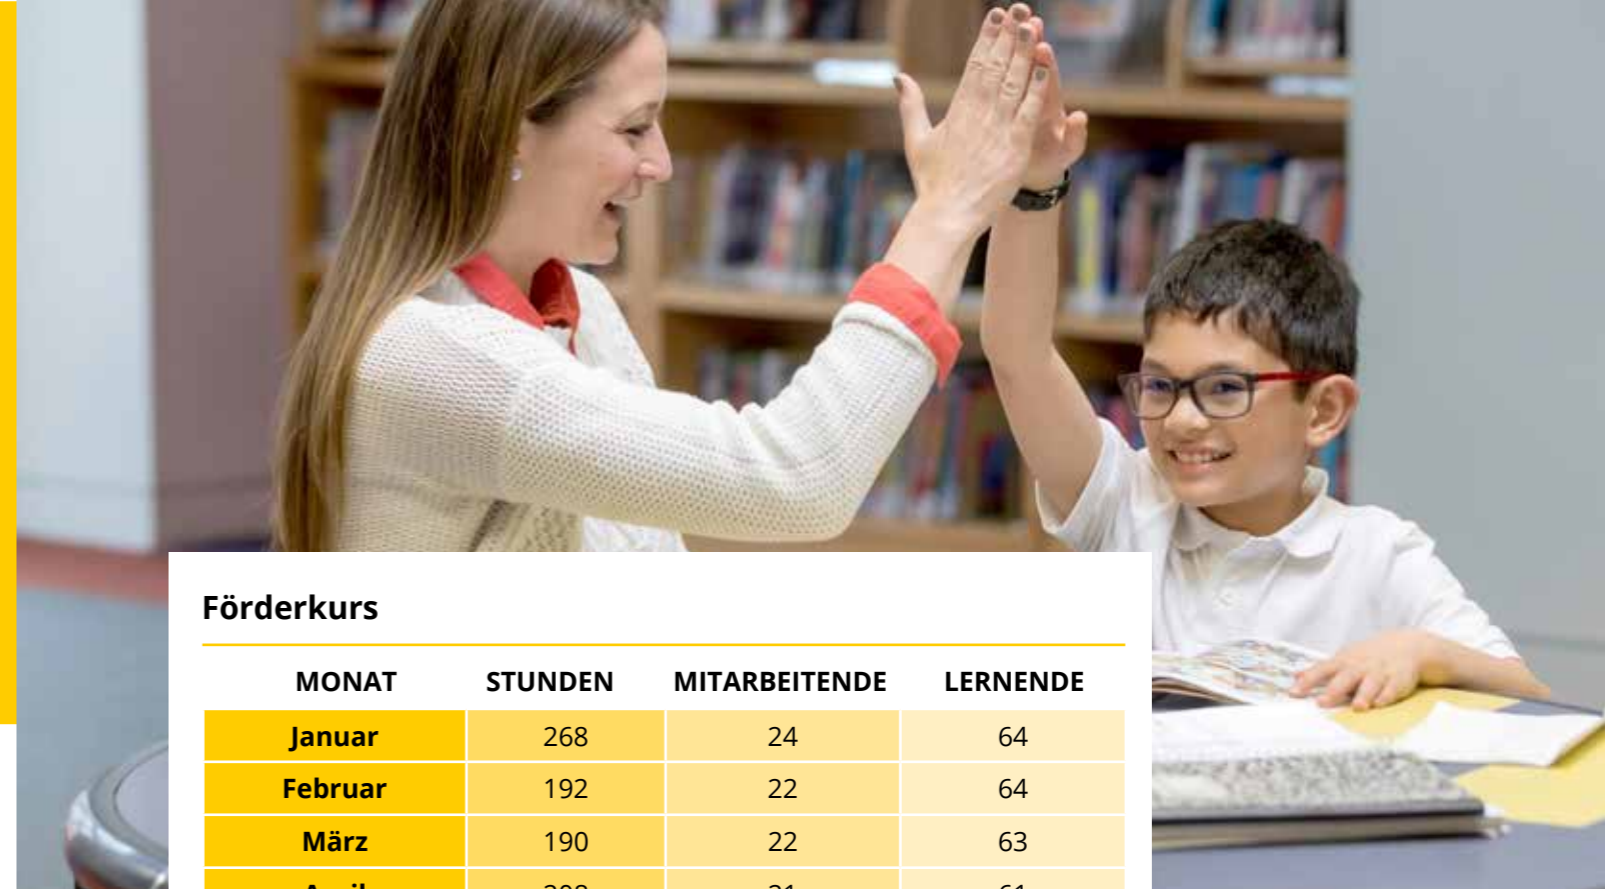 Förderkurs
MONAT STUNDEN MITARBEITENDE LERNENDE
Januar 268 24 64
Februar 192 22 64
März 190 22 63